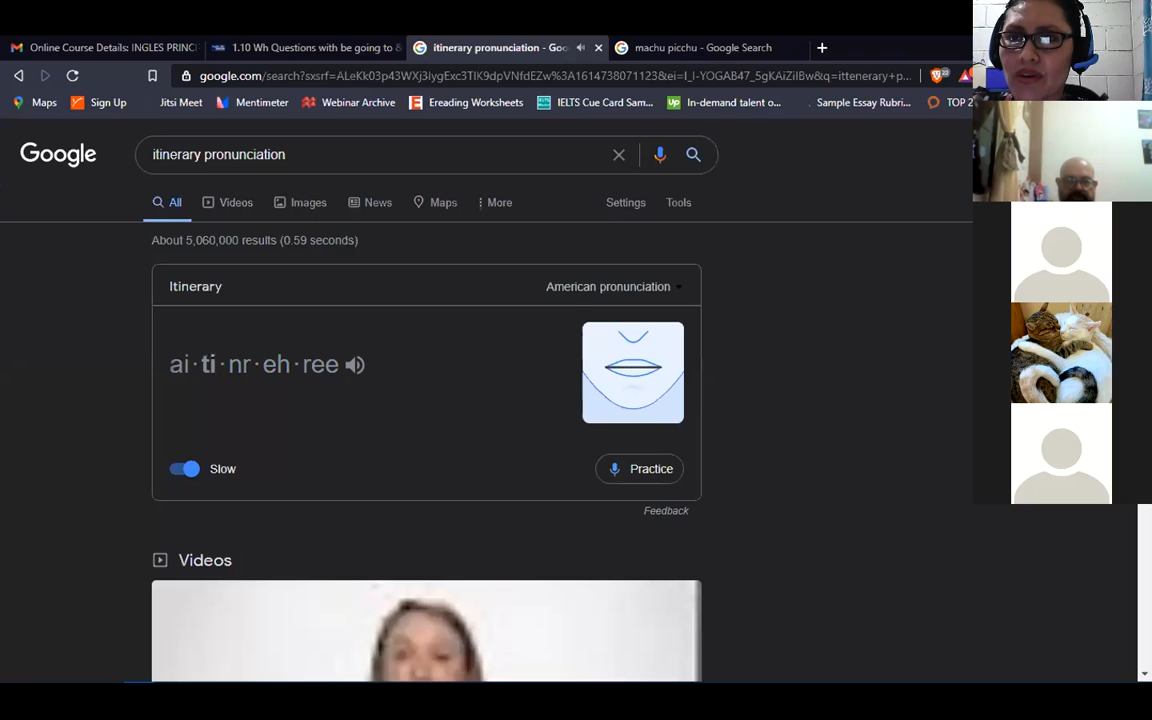 Online Course Details: INGLES PRINCI
1.10 Wh Questions with be going to &
itinerary pronunciation - Goo
machu picchu - Google Search
google.com/search?sxsrf=ALeKk03p43WXj3iygExc3TlK9dpVNfdEZw%3A1614738071123&ei=I_I-YOGAB47_5gKAiZiIBw&q=ittenerary+p...
22
Maps
Sign Up
Jitsi Meet
Mentimeter
Webinar Archive
Ereading Worksheets
IELTS Cue Card Sam...
In-demand talent o...
Sample Essay Rubri...
TOP 2
Google
itinerary pronunciation
All
Videos
Images
News
Maps
More
Settings
Tools
About 5,060,000 results (0.59 seconds)
Itinerary
American pronunciation
ai·ti·nr·eh·ree
Slow
Practice
Feedback
Videos